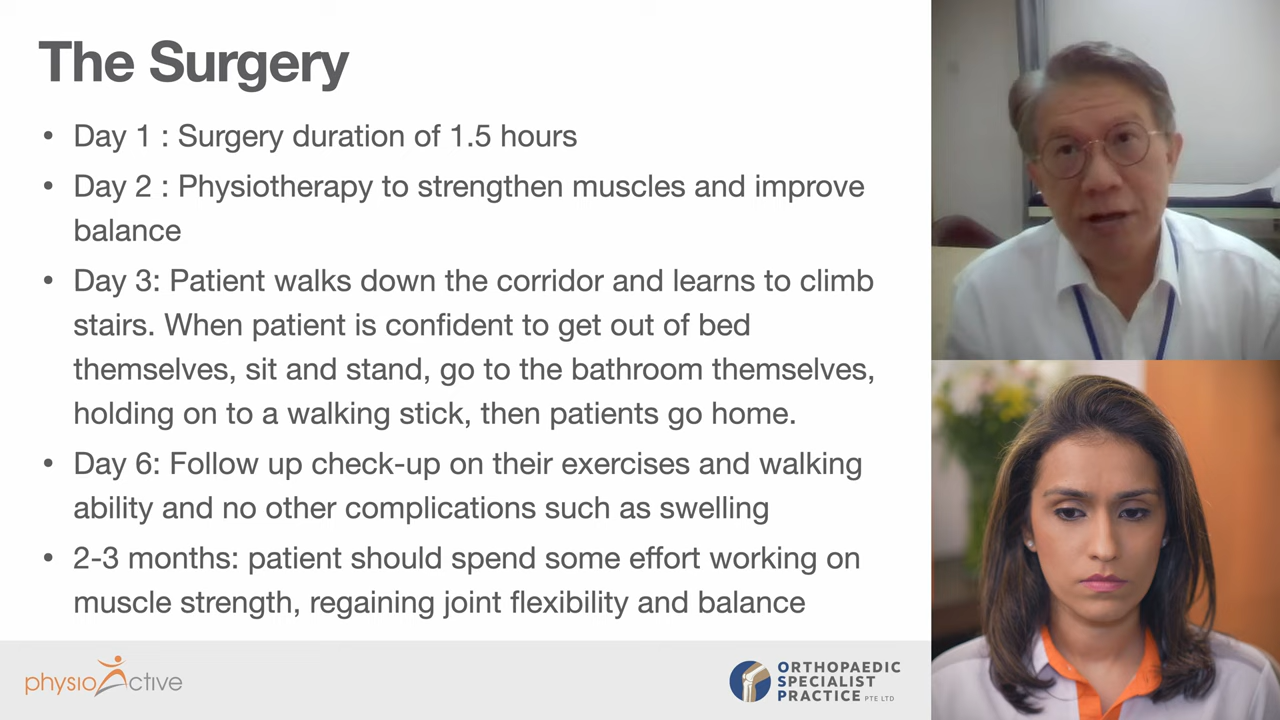 The Surgery
• Day 1 : Surgery duration of 1.5 hours
• Day 2 : Physiotherapy to strengthen muscles and improve
balance
• Day 3: Patient walks down the corridor and learns to climb
stairs. When patient is confident to get out of bed
themselves, sit and stand, go to the bathroom themselves,
holding on to a walking stick, then patients go home.
• Day 6: Follow up check-up on their exercises and walking
ability and no other complications such as swelling
• 2-3 months: patient should spend some effort working on
muscle strength, regaining joint flexibility and balance
physioActive
ORTHOPAEDIC
SPECIALIST
PRACTICE PTE LTD